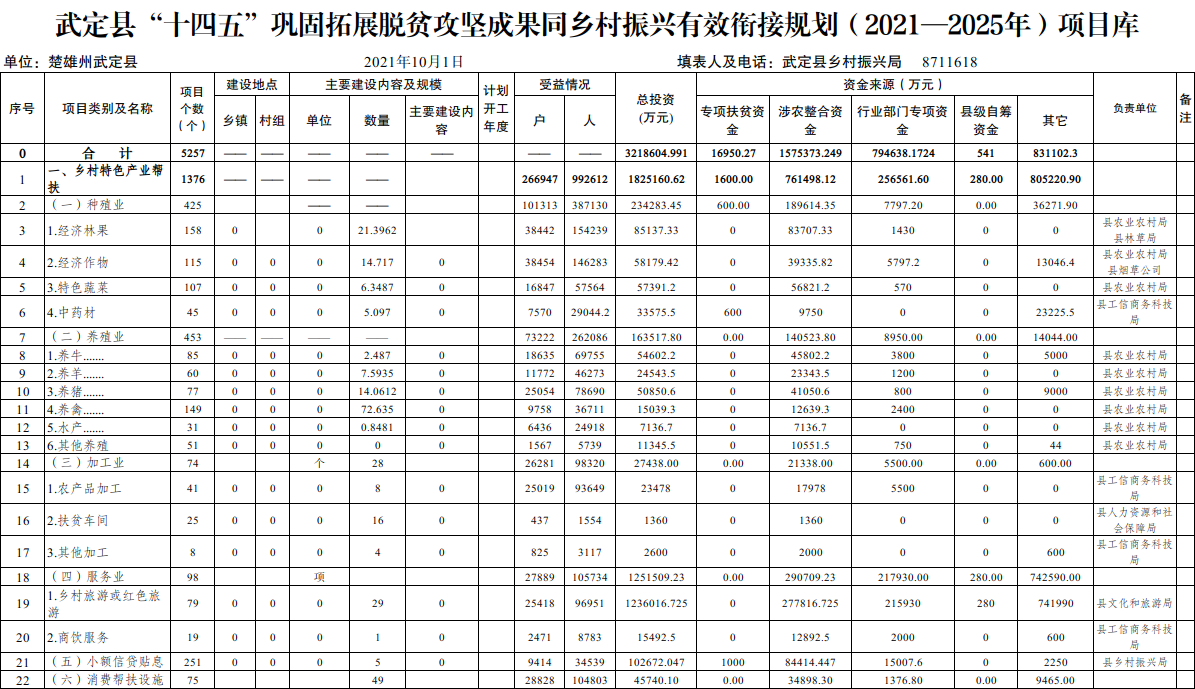 武定县“十四五”巩固拓展脱贫攻坚成果同乡村振兴有效衔接规划（2021—2025年）项目库
单位：楚雄州武定县 2021年10月1日 填表人及电话：武定县乡村振兴局 8711618
序号 项目类别及名称 项目个数（个） 建设地点 主要建设内容及规模 计划开工年度 受益情况 总投资(万元) 资金来源（万元） 负责单位 备注
乡镇 村组 单位 数量 主要建设内容 户 人 专项扶贫资金 涉农整合资金 行业部门专项资金 县级自筹资金 其它
0 合 计 5257 —— —— —— —— —— —— —— 3218604.991 16950.27 1575373.249 794638.1724 541 831102.3
1 一、乡村特色产业帮扶 1376 —— —— —— —— 266947 992612 1825160.62 1600.00 761498.12 256561.60 280.00 805220.90
2 （一）种植业 425 —— —— 101313 387130 234283.45 600.00 189614.35 7797.20 0.00 36271.90
3 1.经济林果 158 0 0 21.3962 38442 154239 85137.33 0 83707.33 1430 0 0 县农业农村局 县林草局
4 2.经济作物 115 0 0 0 14.717 0 38454 146283 58179.42 0 39335.82 5797.2 0 13046.4 县农业农村局 县烟草公司
5 3.特色蔬菜 107 0 0 0 6.3487 0 16847 57564 57391.2 0 56821.2 570 0 0 县农业农村局
6 4.中药材 45 0 0 0 5.097 0 7570 29044.2 33575.5 600 9750 0 0 23225.5 县工信商务科技局
7 （二）养殖业 453 —— —— —— —— 73222 262086 163517.80 0.00 140523.80 8950.00 0.00 14044.00
8 1.养牛...... 85 0 0 0 2.487 0 18635 69755 54602.2 0 45802.2 3800 0 5000 县农业农村局
9 2.养羊...... 60 0 0 0 7.5935 0 11772 46273 24543.5 0 23343.5 1200 0 0 县农业农村局
10 3.养猪...... 77 0 0 0 14.0612 0 25054 78690 50850.6 0 41050.6 800 0 9000 县农业农村局
11 4.养禽...... 149 0 0 0 72.635 0 9758 36711 15039.3 0 12639.3 2400 0 0 县农业农村局
12 5.水产...... 31 0 0 0 0.8481 0 6436 24918 7136.7 0 7136.7 0 0 0 县农业农村局
13 6.其他养殖 51 0 0 0 0 0 1567 5739 11345.5 0 10551.5 750 0 44 县农业农村局
14 （三）加工业 74 个 28 26281 98320 27438.00 0.00 21338.00 5500.00 0.00 600.00
15 1.农产品加工 41 0 0 0 8 0 25019 93649 23478 0 17978 5500 0 0 县工信商务科技局
16 2.扶贫车间 25 0 0 0 16 0 437 1554 1360 0 1360 0 0 0 县人力资源和社会保障局
17 3.其他加工 8 0 0 0 4 0 825 3117 2600 0 2000 0 0 600 县工信商务科技局
18 （四）服务业 98 项 27889 105734 1251509.23 0.00 290709.23 217930.00 280.00 742590.00
19 1.乡村旅游或红色旅游 79 0 0 0 29 0 25418 96951 1236016.725 0 277816.725 215930 280 741990 县文化和旅游局
20 2.商饮服务 19 0 0 0 1 0 2471 8783 15492.5 0 12892.5 2000 0 600 县工信商务科技局
21 （五）小额信贷贴息 251 0 0 0 5 0 9414 34539 102672.047 1000 84414.447 15007.6 0 2250 县乡村振兴局
22 （六）消费帮扶设施 75 49 28828 104803 45740.10 0 34898.30 1376.80 0.00 9465.00